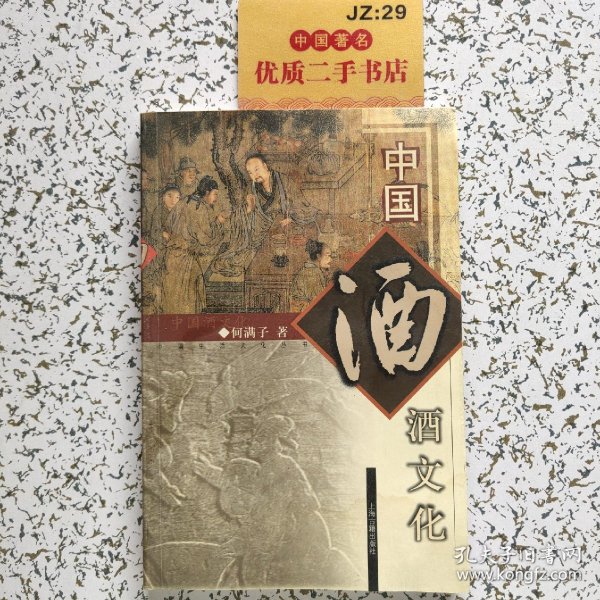 JZ:29
中国著名
优质二手书店
中国
酒
酒文化
◆何满子 著
上海古籍出版社
孔夫子旧书网
www.kongfz.com